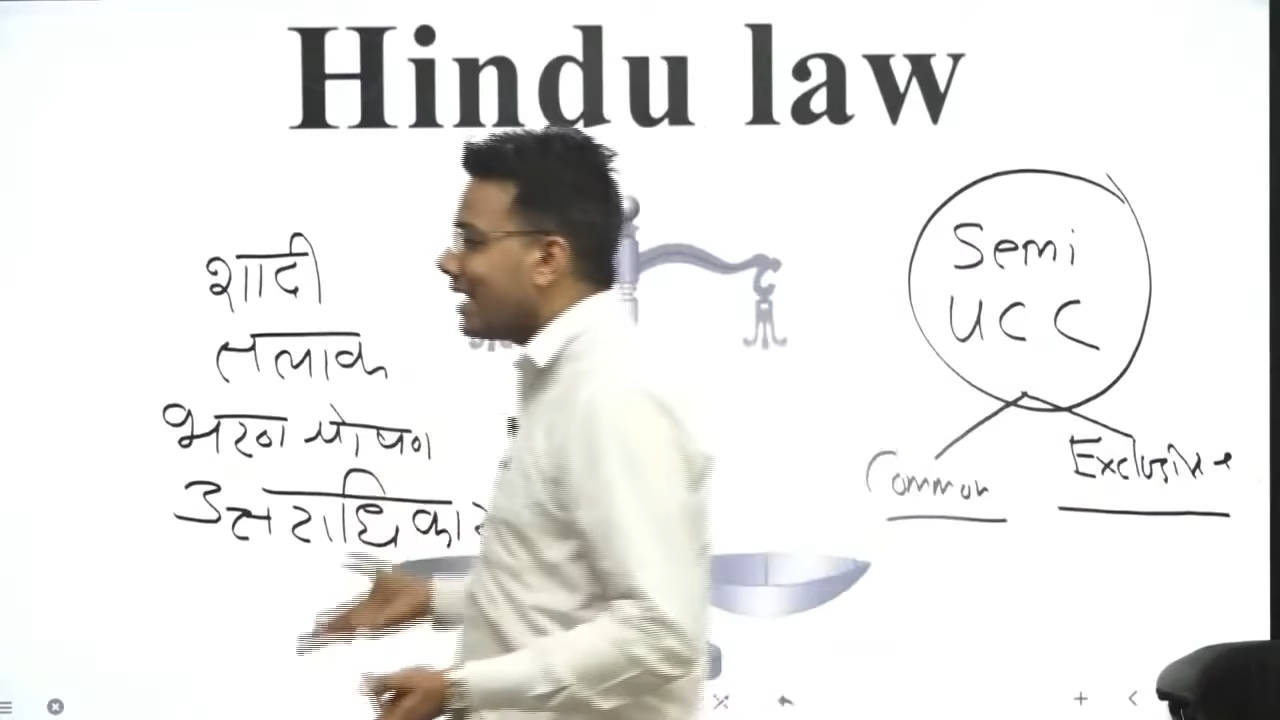 Hindu law
शादी
तलाक
भरण पोषण
उत्तराधिकार
Semi
UCC
Common
Exclusive